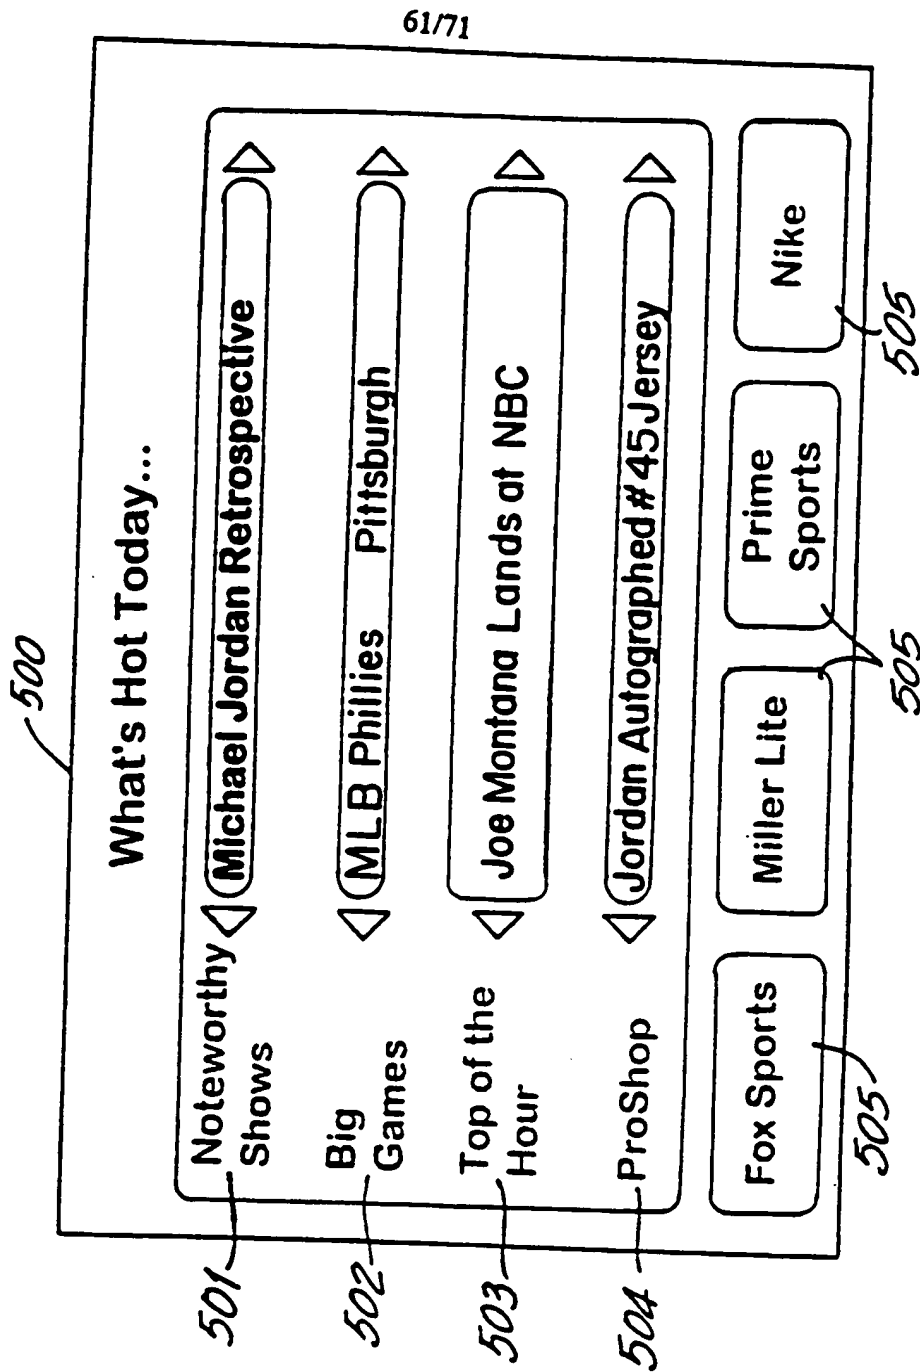 61/71
500
What's Hot Today...
501
Noteworthy
Shows
Michael Jordan Retrospective
502
Big
Games
MLB Phillies Pittsburgh
503
Top of the
Hour
Joe Montana Lands at NBC
504
ProShop
Jordan Autographed #45 Jersey
Fox Sports
Miller Lite
Prime
Sports
Nike
505
505
505